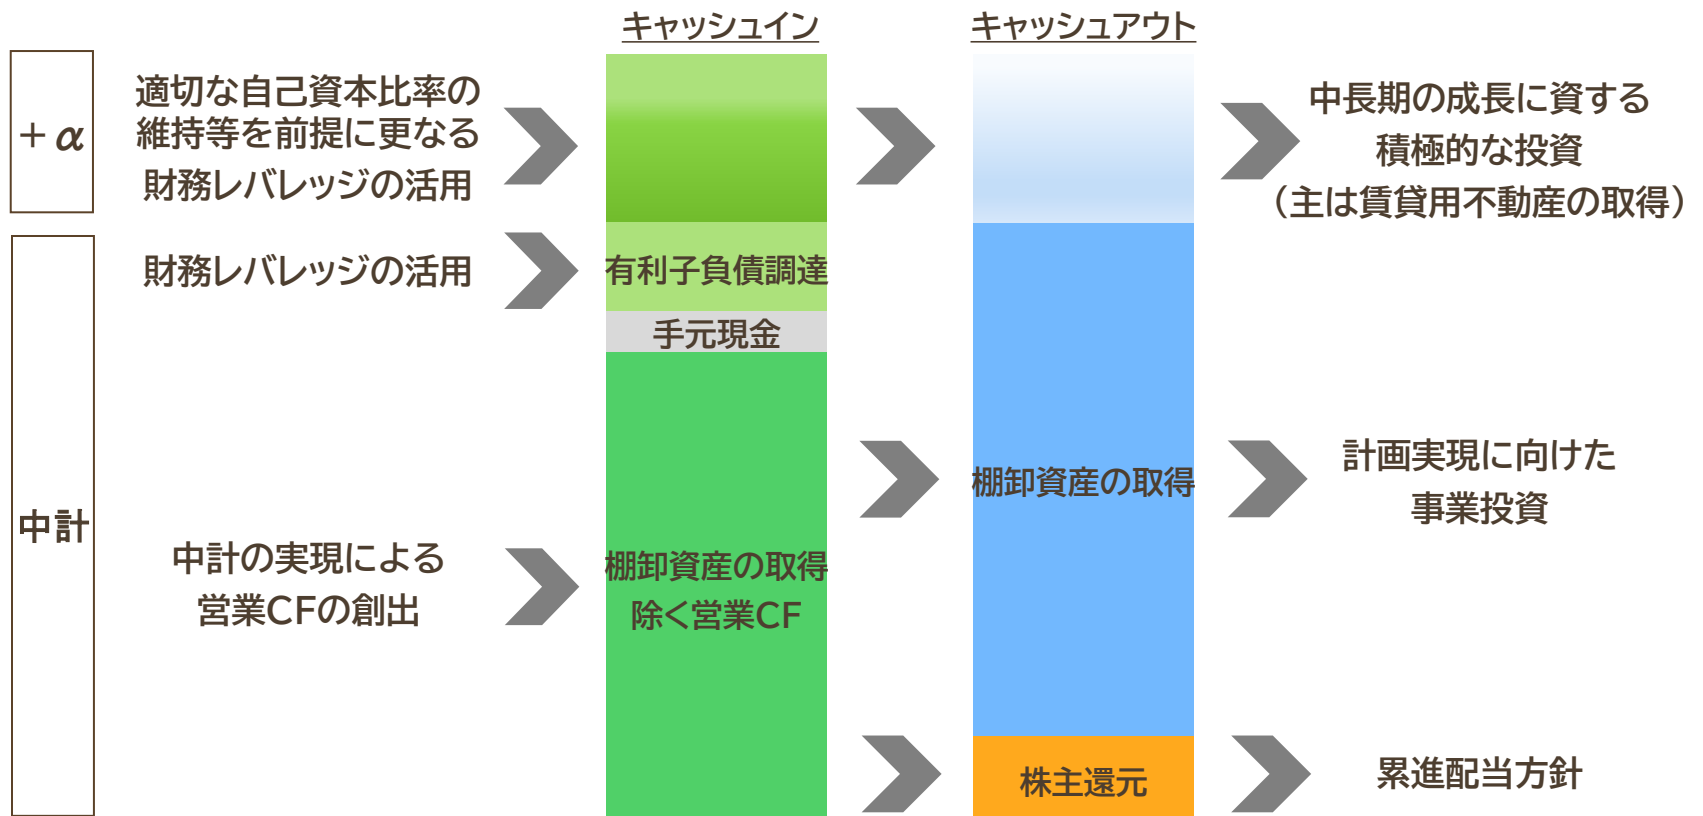 キャッシュイン
キャッシュアウト
+α
適切な自己資本比率の
維持等を前提に更なる
財務レバレッジの活用
中長期の成長に資する
積極的な投資
（主は賃貸用不動産の取得）
中計
財務レバレッジの活用
有利子負債調達
手元現金
中計の実現による
営業CFの創出
棚卸資産の取得
除く営業CF
棚卸資産の取得
計画実現に向けた
事業投資
株主還元
累進配当方針